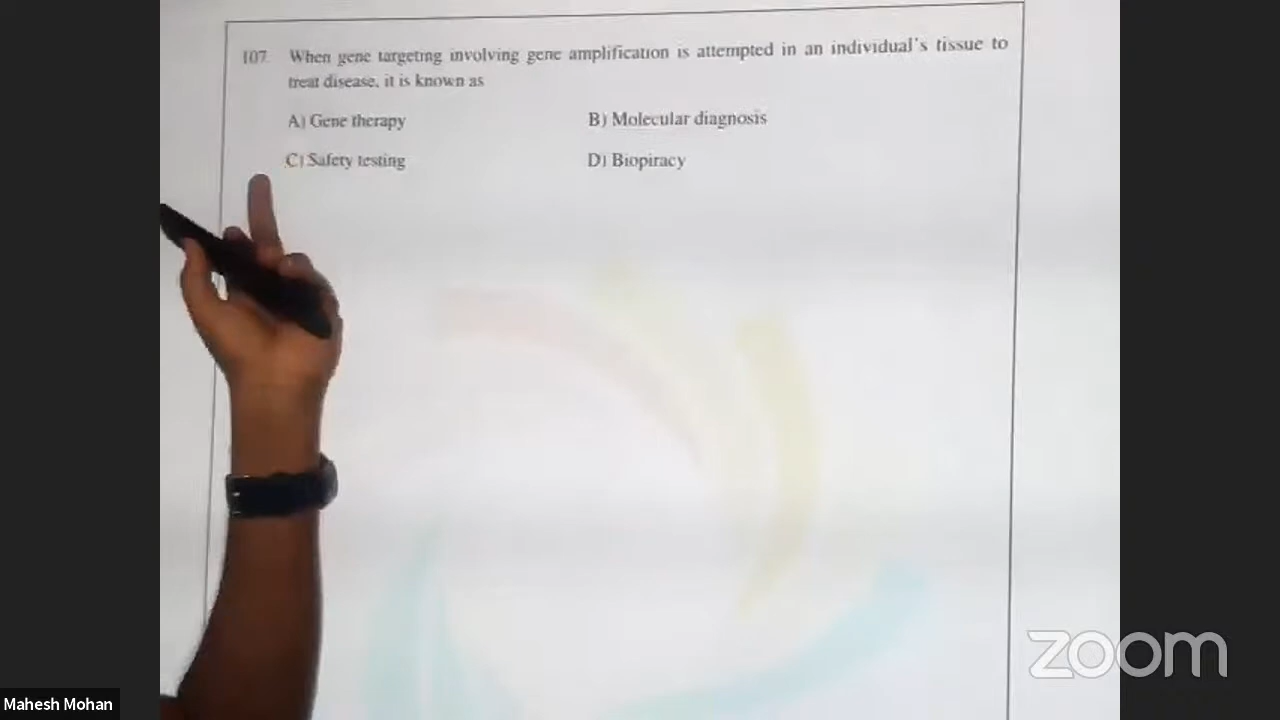 107. When gene targeting involving gene amplification is attempted in an individual's tissue to
treat disease, it is known as
A) Gene therapy
B) Molecular diagnosis
C) Safety testing
D) Biopiracy
zoom
Mahesh Mohan